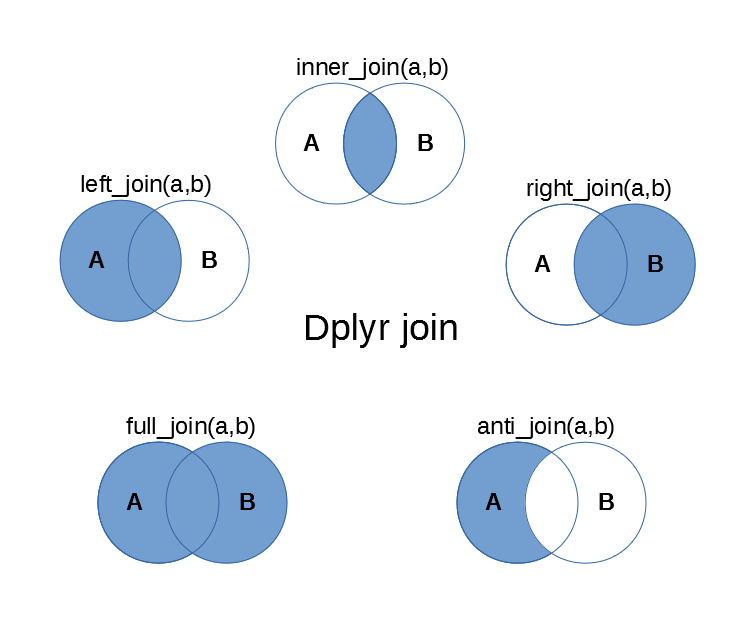 inner_join(a,b)
A B
left_join(a,b)
A B
right_join(a,b)
A B
Dplyr join
full_join(a,b)
A B
anti_join(a,b)
A B